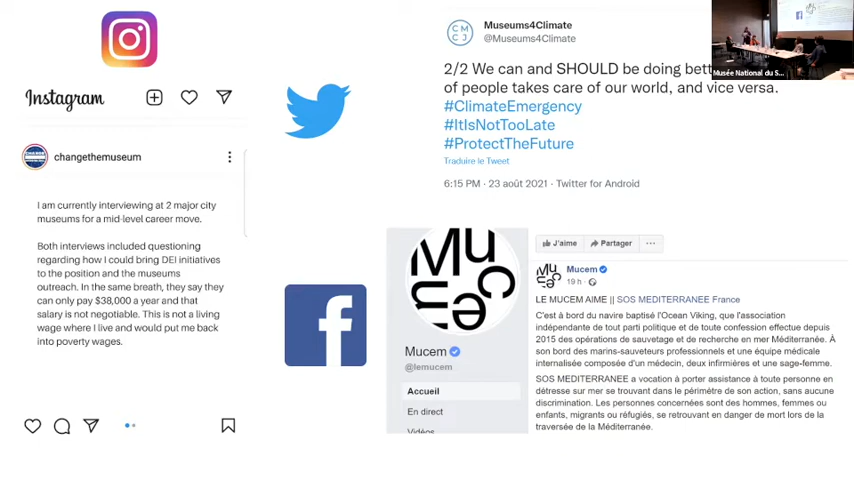 Instagram
changethemuseum
I am currently interviewing at 2 major city
museums for a mid-level career move.
Both interviews included questioning
regarding how I could bring DEI initiatives
to the position and the museums
outreach. In the same breath, they say they
can only pay $38,000 a year and that
salary is not negotiable. This is not a living
wage where I live and would put me back
into poverty wages.
CM
CJ
Museums4Climate
@Museums4Climate
2/2 We can and SHOULD be doing
of people takes care of our world, and vice versa.
#ClimateEmergency
#ItIsNotTooLate
#ProtectTheFuture
Traduire le Tweet
6:15 PM · 23 août 2021 · Twitter for Android
Musée National du S...
Mucem
Mucem
@lemucem
Accueil
En direct
Vidéos
J'aime
Partager
...
Mucem
Mucem
19 h ·
LE MUCEM AIME || SOS MEDITERRANEE France
C'est à bord du navire baptisé l'Ocean Viking, que l'association
indépendante de tout parti politique et de toute confession effectue depuis
2015 des opérations de sauvetage et de recherche en mer Méditerranée. À
son bord des marins-sauveteurs professionnels et une équipe médicale
internalisée composée d'un médecin, deux infirmières et une sage-femme.
SOS MEDITERRANEE a vocation à porter assistance à toute personne en
détresse sur mer se trouvant dans le périmètre de son action, sans aucune
discrimination. Les personnes concernées sont des hommes, femmes ou
enfants, migrants ou réfugiés, se retrouvant en danger de mort lors de la
traversée de la Méditerranée.